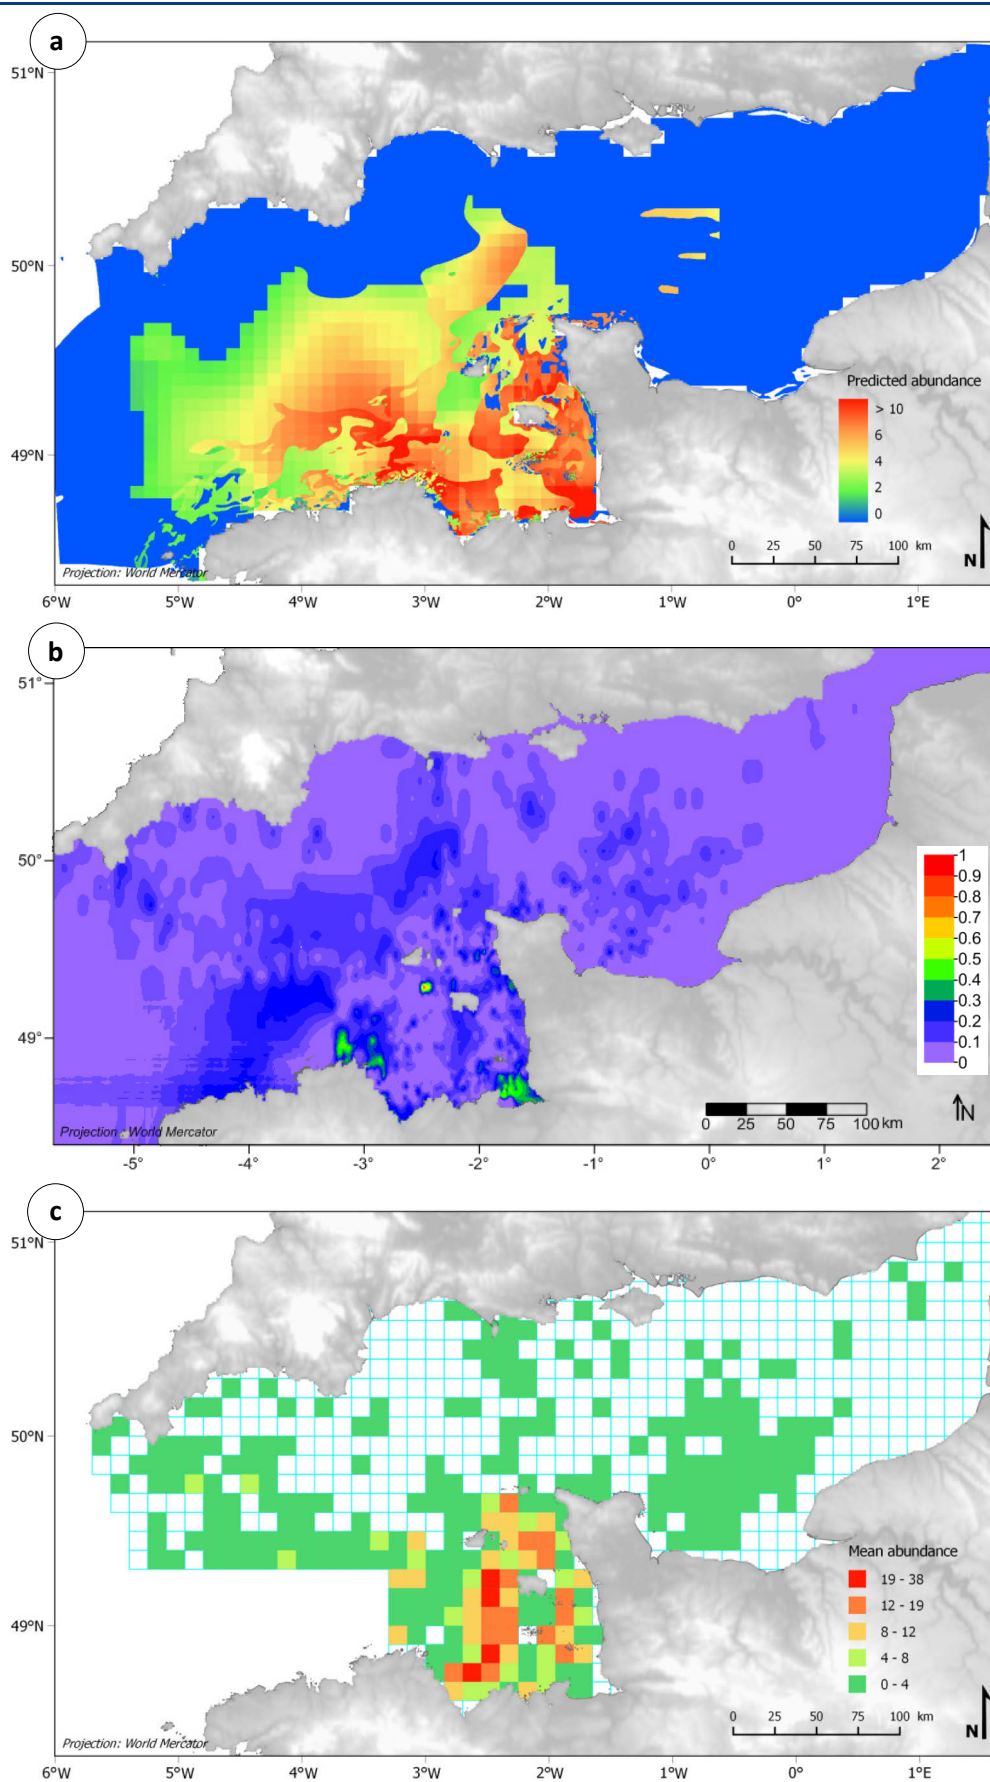 a
51°N
50°N
49°N
Predicted abundance
> 10
6
4
2
0
0 25 50 75 100 km
N
Projection: World Mercator
6°W 5°W 4°W 3°W 2°W 1°W 0° 1°E
b
51°
50°
49°
1
0.9
0.8
0.7
0.6
0.5
0.4
0.3
0.2
0.1
0
N
0 25 50 75 100 km
Projection : World Mercator
-5° -4° -3° -2° -1° 0° 1° 2°
c
51°N
50°N
49°N
Mean abundance
19 - 38
12 - 19
8 - 12
4 - 8
0 - 4
0 25 50 75 100 km
N
Projection: World Mercator
6°W 5°W 4°W 3°W 2°W 1°W 0° 1°E